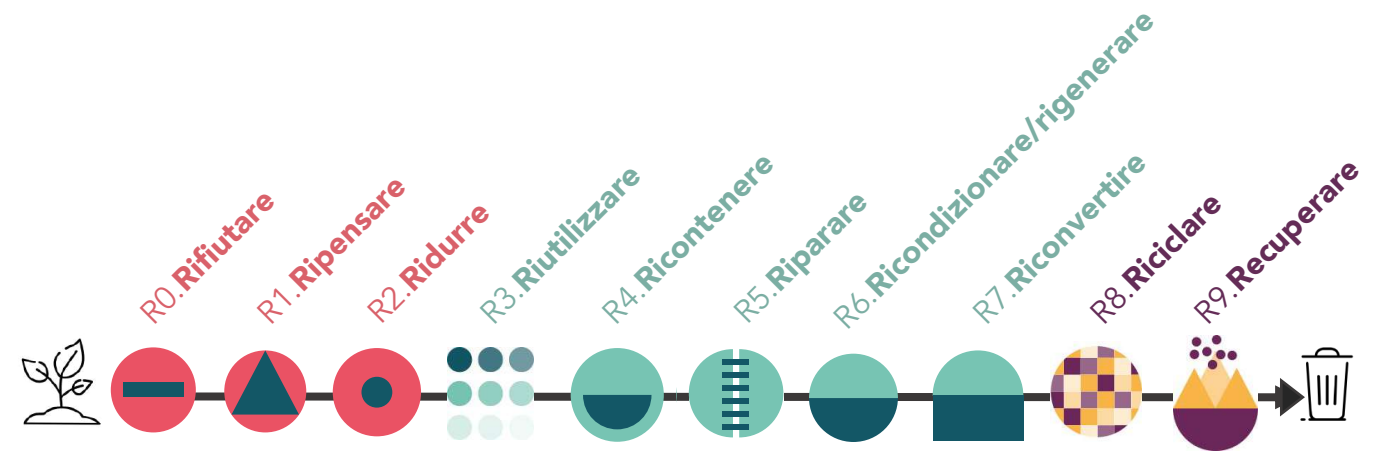 R0.Rifiutare
R1.Ripensare
R2.Ridurre
R3.Riutilizzare
R4.Ricontenere
R5.Riparare
R6.Ricondizionare/rigenerare
R7.Riconvertire
R8.Riciclare
R9.Recuperare